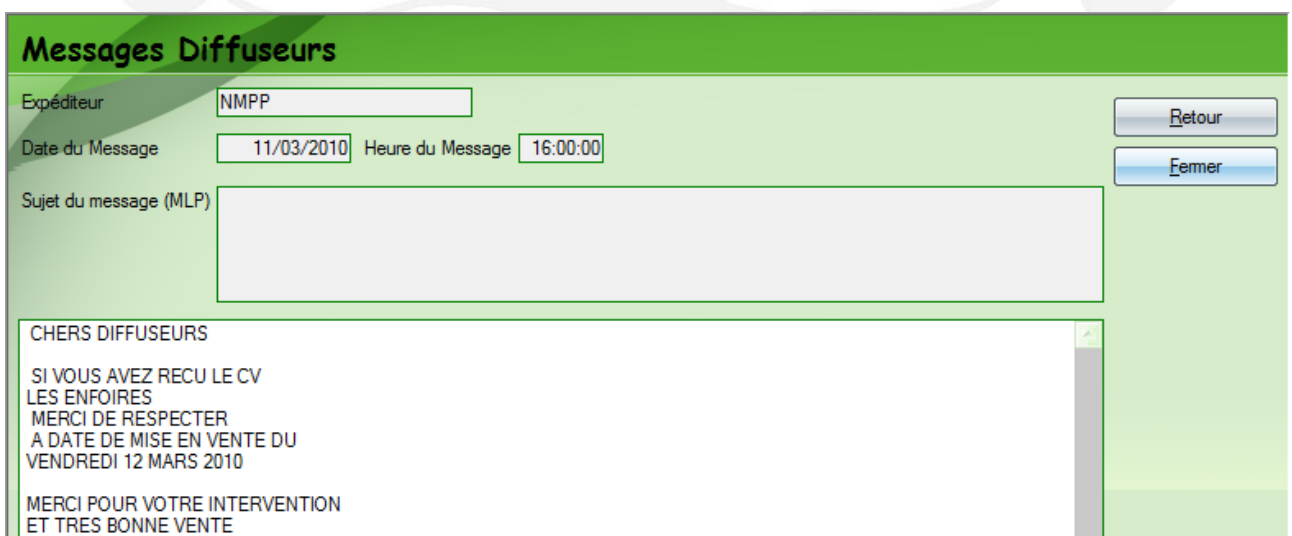 Messages Diffuseurs
Expéditeur NMPP
Retour
Date du Message 11/03/2010 Heure du Message 16:00:00
Fermer
Sujet du message (MLP)
CHERS DIFFUSEURS
SI VOUS AVEZ RECU LE CV
LES ENFOIRES
MERCI DE RESPECTER
A DATE DE MISE EN VENTE DU
VENDREDI 12 MARS 2010
MERCI POUR VOTRE INTERVENTION
ET TRES BONNE VENTE